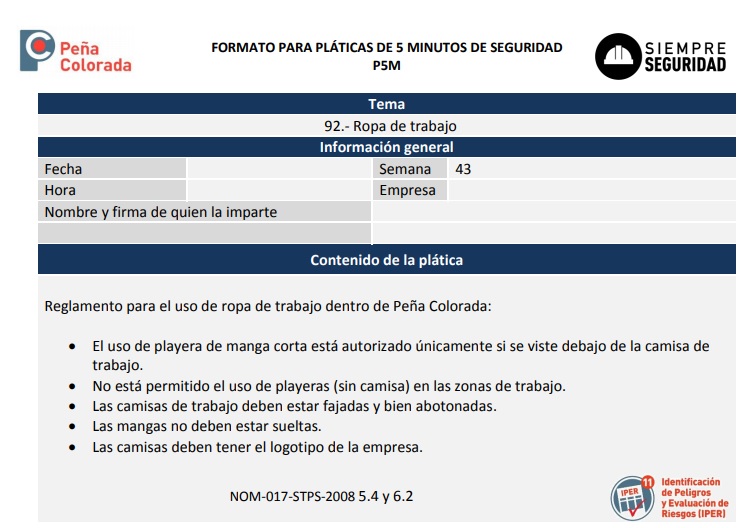 Peña
Colorada
FORMATO PARA PLÁTICAS DE 5 MINUTOS DE SEGURIDAD
P5M
SIEMPRE
SEGURIDAD
Tema
92.- Ropa de trabajo
Información general
Fecha Semana 43
Hora Empresa
Nombre y firma de quien la imparte
Contenido de la plática
Reglamento para el uso de ropa de trabajo dentro de Peña Colorada:
• El uso de playera de manga corta está autorizado únicamente si se viste debajo de la camisa de
trabajo.
• No está permitido el uso de playeras (sin camisa) en las zonas de trabajo.
• Las camisas de trabajo deben estar fajadas y bien abotonadas.
• Las mangas no deben estar sueltas.
• Las camisas deben tener el logotipo de la empresa.
NOM-017-STPS-2008 5.4 y 6.2
IPER 11
Identificación
de Peligros
y Evaluación de
Riesgos (IPER)